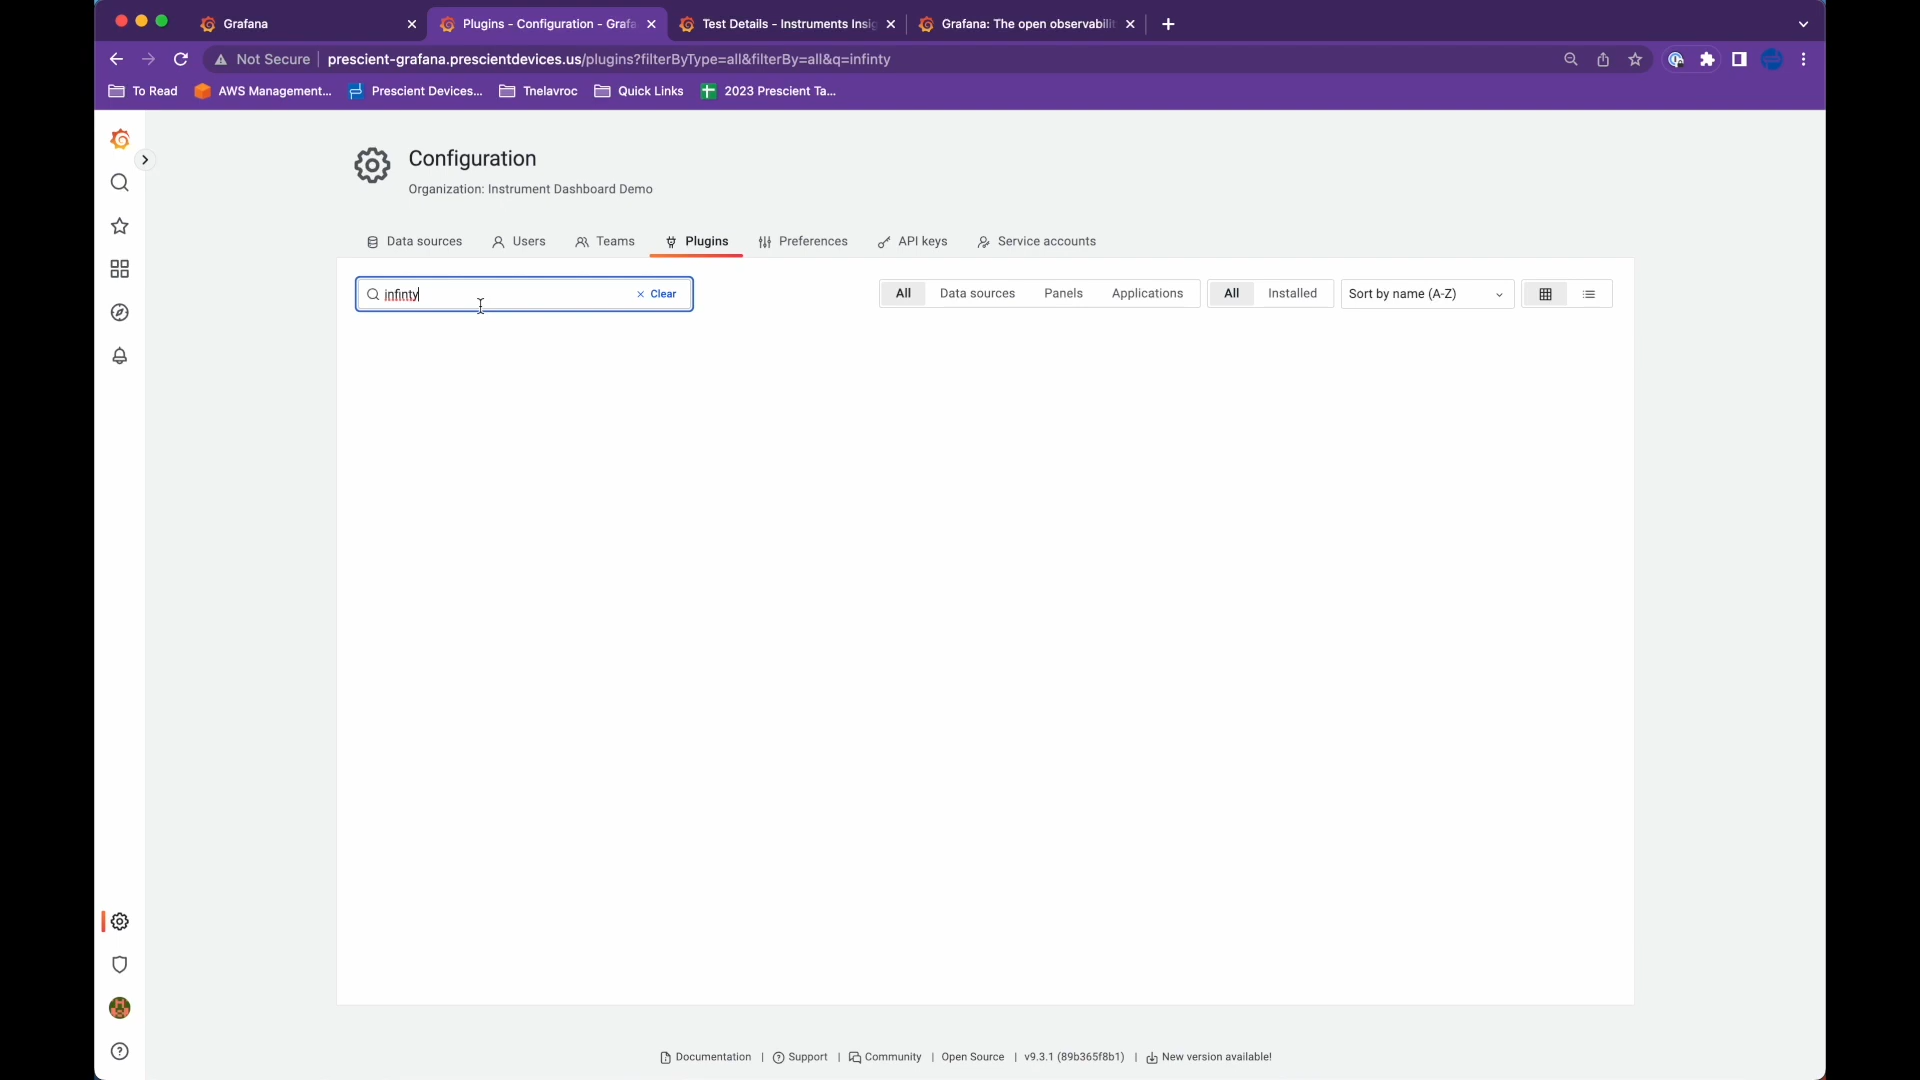 Grafana
Plugins - Configuration - Grafa
Test Details - Instruments Insig
Grafana: The open observabilit
Not Secure
prescient-grafana.prescientdevices.us/plugins?filterByType=all&filterBy=all&q=infinty
To Read
AWS Management...
Prescient Devices...
Tnelavroc
Quick Links
2023 Prescient Ta...
Configuration
Organization: Instrument Dashboard Demo
Data sources
Users
Teams
Plugins
Preferences
API keys
Service accounts
infinty
Clear
All
Data sources
Panels
Applications
All
Installed
Sort by name (A-Z)
Documentation | Support | Community | Open Source | v9.3.1 (89b365f8b1) | New version available!